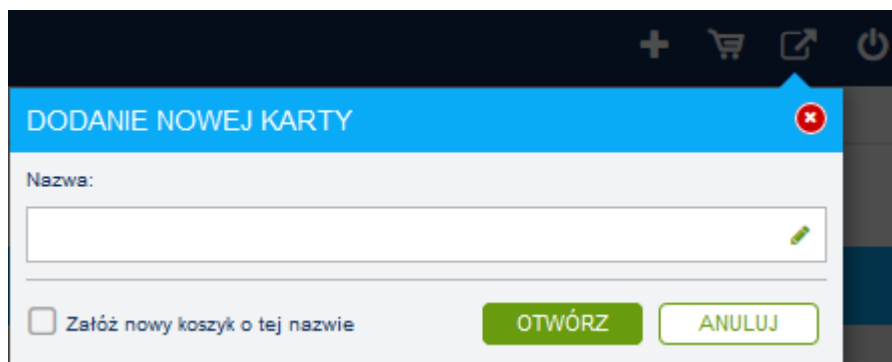 DODANIE NOWEJ KARTY
Nazwa:
Załóż nowy koszyk o tej nazwie
OTWÓRZ
ANULUJ